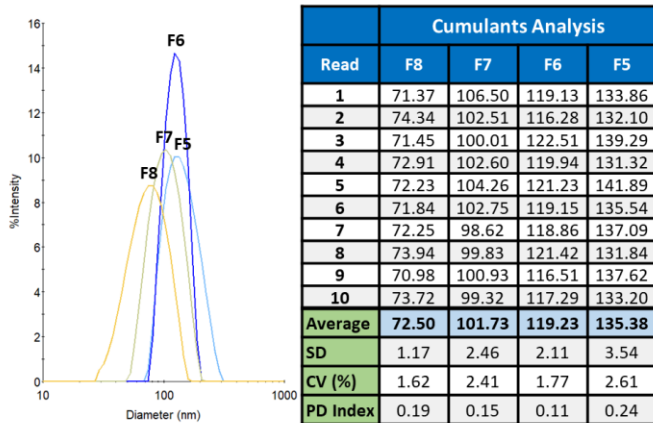 16
14
12
10
8
6
4
2
0
%Intensity
F6
F7
F5
F8
10 100 1000
Diameter (nm)
Cumulants Analysis
Read F8 F7 F6 F5
1 71.37 106.50 119.13 133.86
2 74.34 102.51 116.28 132.10
3 71.45 100.01 122.51 139.29
4 72.91 102.60 119.94 131.32
5 72.23 104.26 121.23 141.89
6 71.84 102.75 119.15 135.54
7 72.25 98.62 118.86 137.09
8 73.94 99.83 121.42 131.84
9 70.98 100.93 116.51 137.62
10 73.72 99.32 117.29 133.20
Average 72.50 101.73 119.23 135.38
SD 1.17 2.46 2.11 3.54
CV (%) 1.62 2.41 1.77 2.61
PD Index 0.19 0.15 0.11 0.24